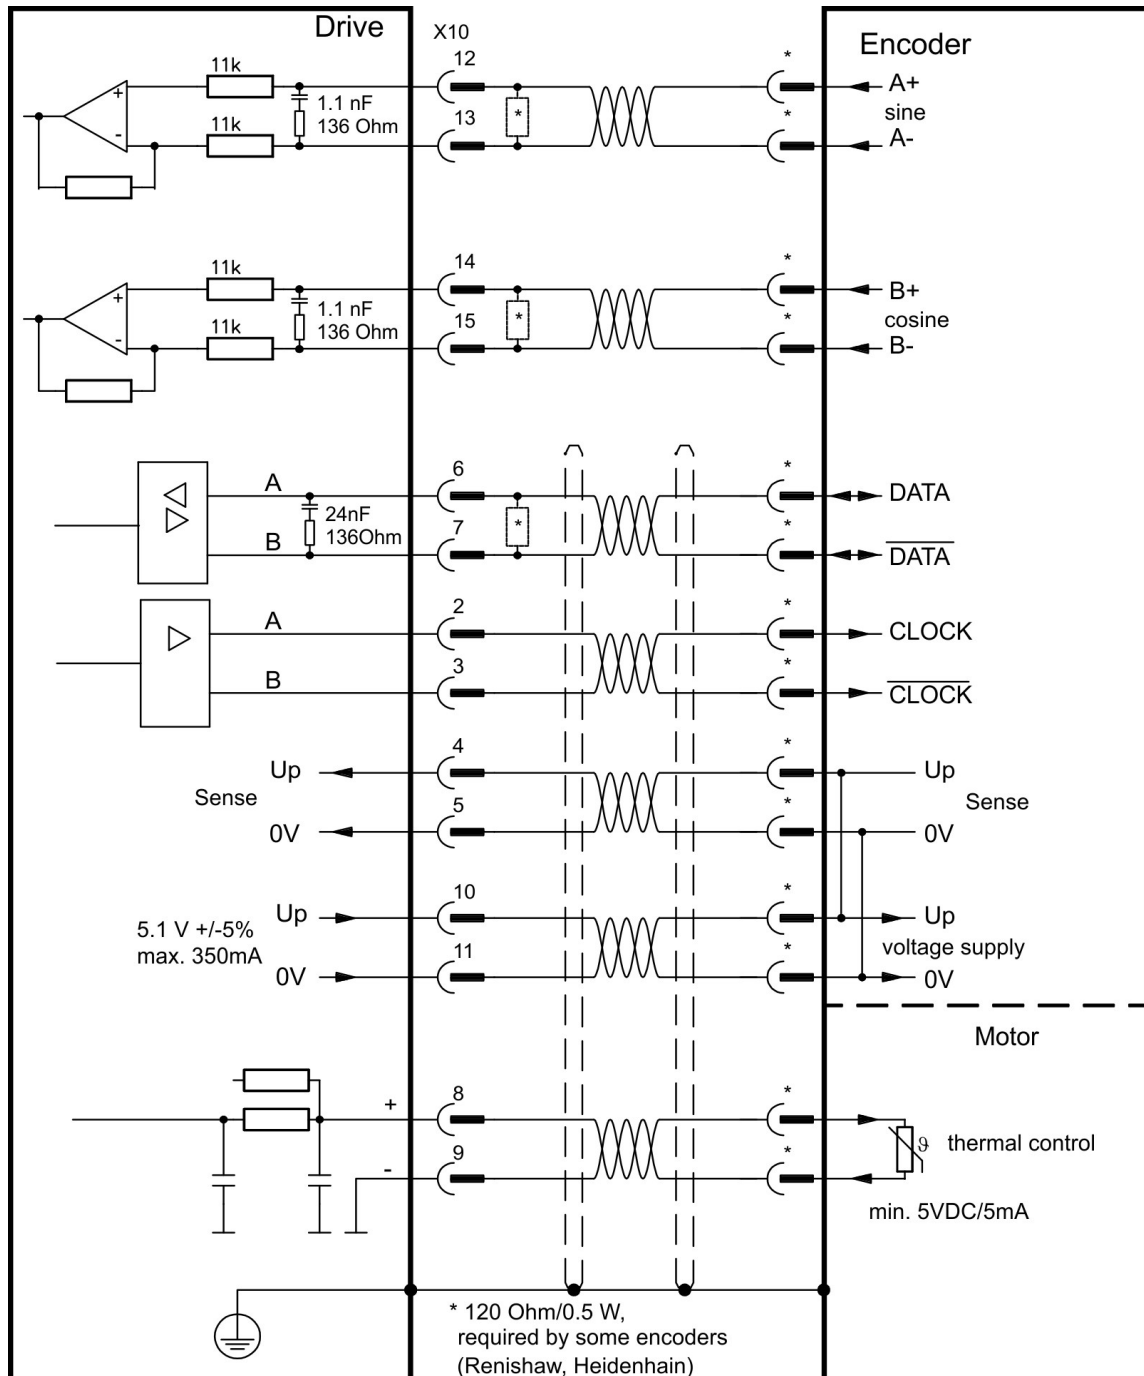 Drive
X10
Encoder
11k
12
*
A+
1.1 nF
136 Ohm
*
sine
11k
13
*
A-
+
-
11k
14
*
B+
1.1 nF
136 Ohm
*
cosine
11k
15
*
B-
+
-
A
6
*
DATA
24nF
136Ohm
*
B
7
*
DATA
A
2
*
CLOCK
B
3
*
CLOCK
Up
4
*
Up
Sense
Sense
0V
5
*
0V
5.1 V +/-5%
max. 350mA
Up
10
*
Up
voltage supply
0V
11
*
0V
Motor
+
8
*
ϑ thermal control
-
9
*
min. 5VDC/5mA
* 120 Ohm/0.5 W,
required by some encoders
(Renishaw, Heidenhain)